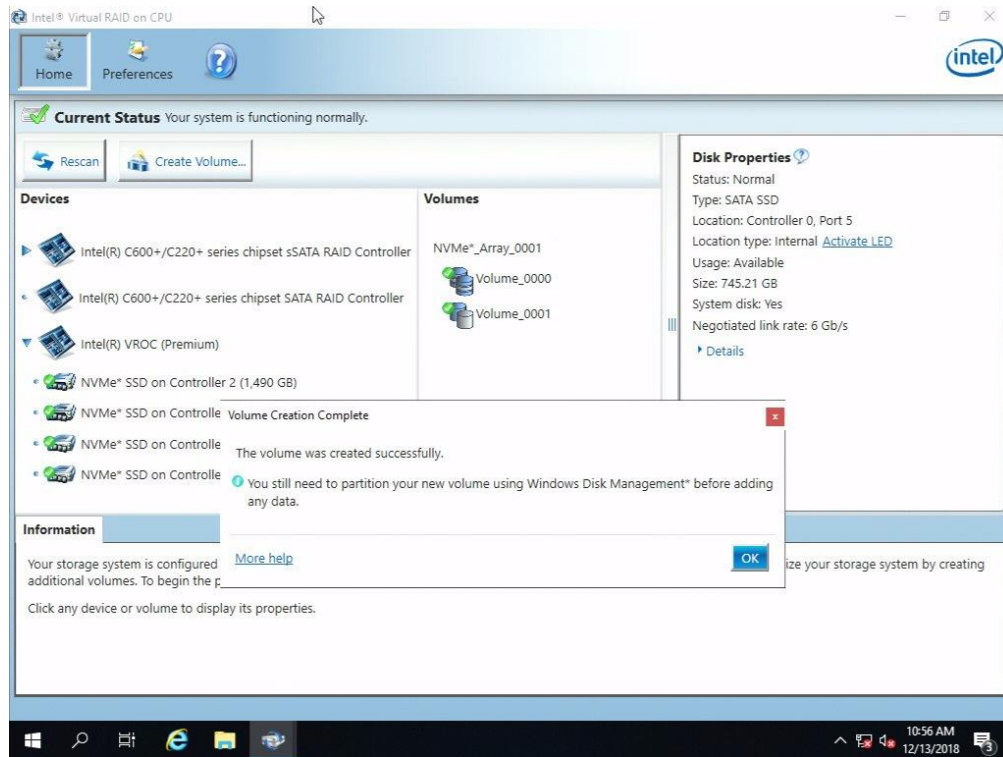 Intel® Virtual RAID on CPU
Home
Preferences
?
intel
Current Status Your system is functioning normally.
Rescan
Create Volume...
Devices
Intel(R) C600+/C220+ series chipset sSATA RAID Controller
Intel(R) C600+/C220+ series chipset SATA RAID Controller
Intel(R) VROC (Premium)
NVMe* SSD on Controller 2 (1,490 GB)
NVMe* SSD on Controlle
NVMe* SSD on Controlle
NVMe* SSD on Controlle
Volumes
NVMe*_Array_0001
Volume_0000
Volume_0001
Disk Properties ?
Status: Normal
Type: SATA SSD
Location: Controller 0, Port 5
Location type: Internal Activate LED
Usage: Available
Size: 745.21 GB
System disk: Yes
Negotiated link rate: 6 Gb/s
Details
Volume Creation Complete
x
The volume was created successfully.
You still need to partition your new volume using Windows Disk Management* before adding
any data.
More help
OK
Information
Your storage system is configured ize your storage system by creating
additional volumes. To begin the p
Click any device or volume to display its properties.
10:56 AM
12/13/2018
3